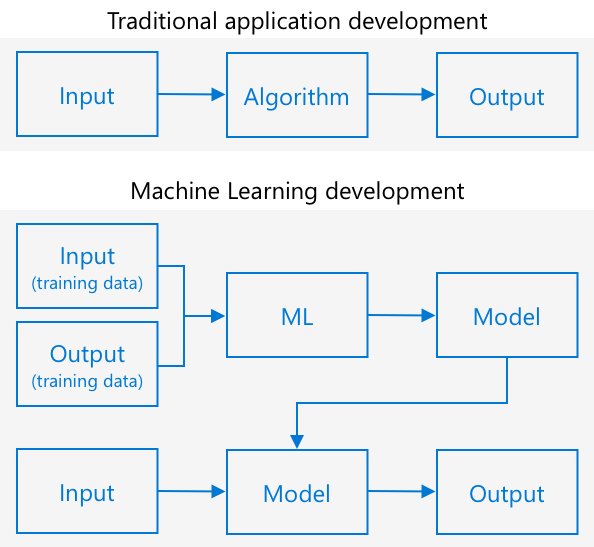 Traditional application development
Input
Algorithm
Output
Machine Learning development
Input
(training data)
Output
(training data)
ML
Model
Input
Model
Output